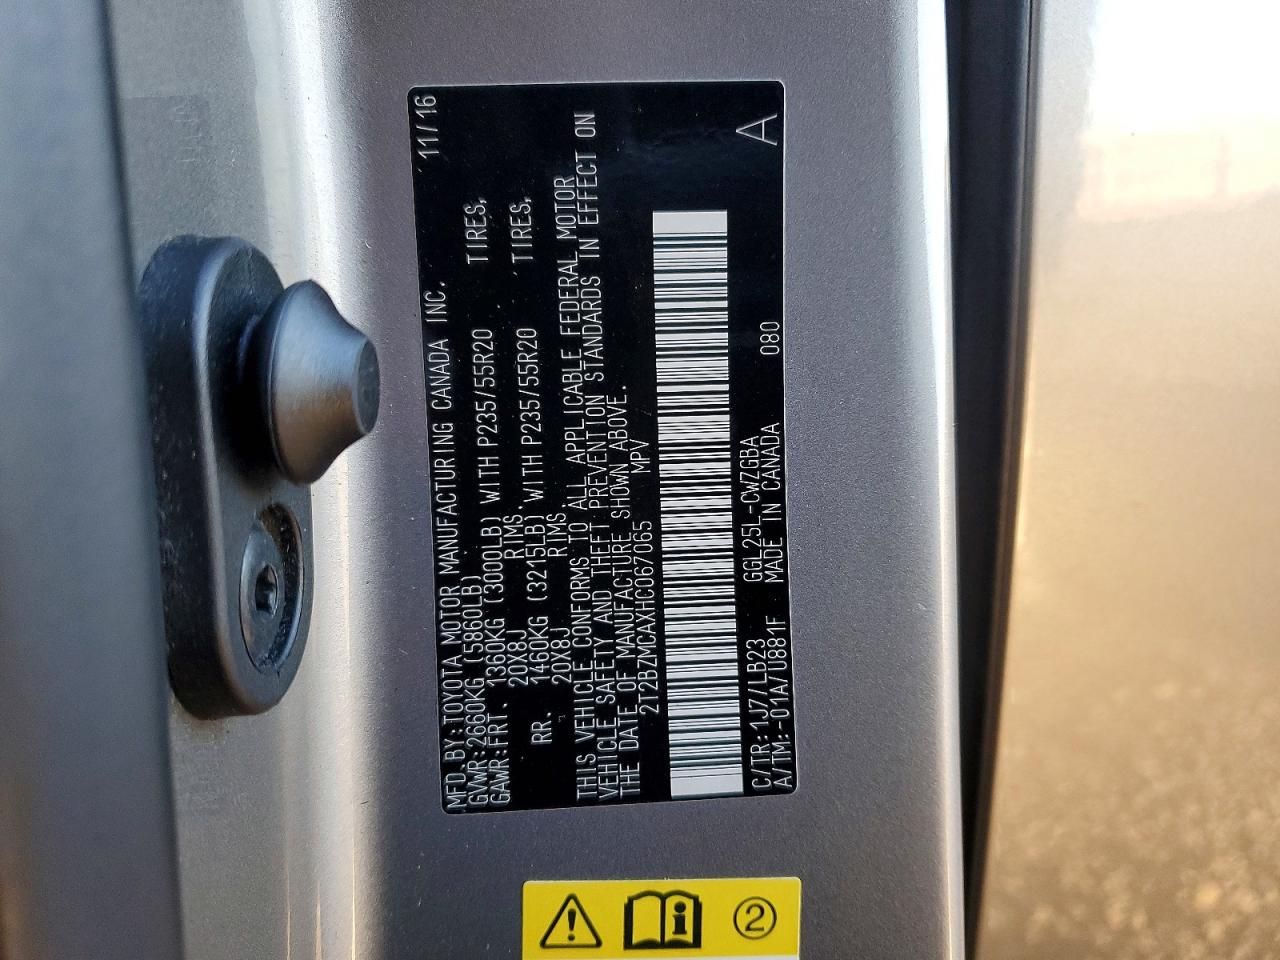 MFD.BY:TOYOTA MOTOR MANUFACTURING CANADA INC. 11/16
GVWR:2660KG (5860LB)
GAWR:FRT. 1360KG (3000LB) WITH P235/55R20 TIRES,
20X8J RIMS.
RR. 1460KG (3215LB) WITH P235/55R20 TIRES,
20X8J RIMS.
THIS VEHICLE CONFORMS TO ALL APPLICABLE FEDERAL MOTOR
VEHICLE SAFETY AND THEFT PREVENTION STANDARDS IN EFFECT ON
THE DATE OF MANUFACTURE SHOWN ABOVE.
2T2BZMCAXHC067065 MPV
A
C/TR:1J7/LB23 GGL25L-CWZGBA
A/TM:-01A/U881F MADE IN CANADA 080
2